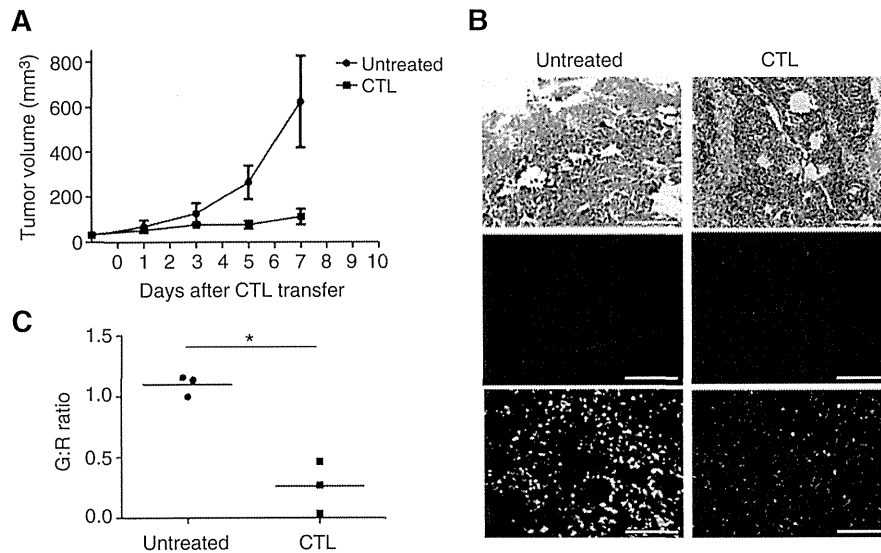 A
Tumor volume (mm3)
800
600
400
200
0
Untreated
CTL
0 1 2 3 4 5 6 7 8 9 10
Days after CTL transfer
B
Untreated CTL
C
G:R ratio
1.5
1.0
0.5
0.0
*
Untreated CTL